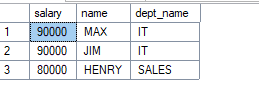 salary name dept_name
1 90000 MAX IT
2 90000 JIM IT
3 80000 HENRY SALES